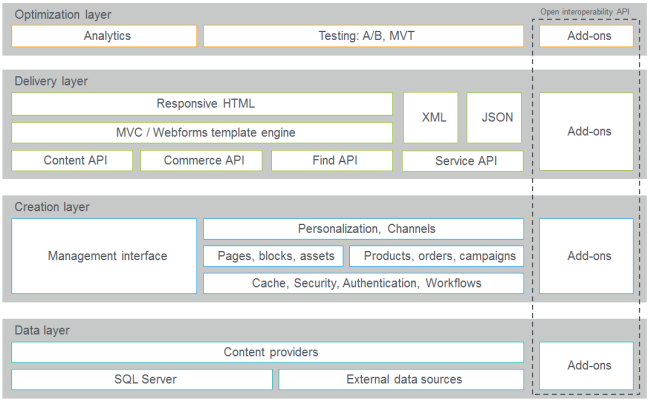 Optimization layer
Open interoperability API
Analytics
Testing: A/B, MVT
Add-ons
Delivery layer
Responsive HTML
XML
JSON
Add-ons
MVC / Webforms template engine
Content API
Commerce API
Find API
Service API
Creation layer
Management interface
Personalization, Channels
Add-ons
Pages, blocks, assets
Products, orders, campaigns
Cache, Security, Authentication, Workflows
Data layer
Content providers
Add-ons
SQL Server
External data sources